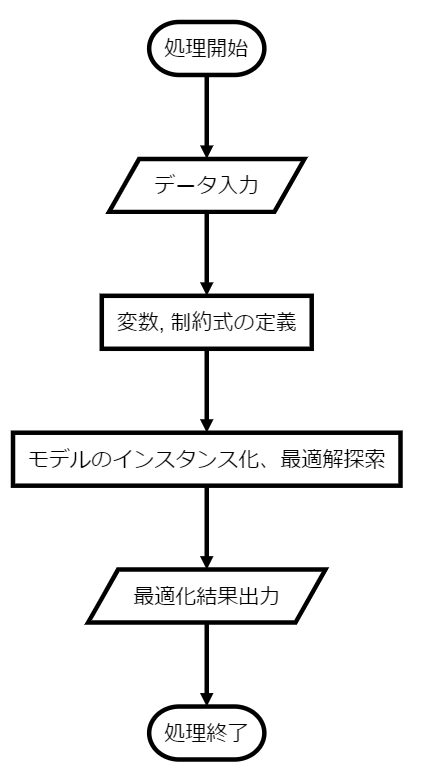 処理開始
データ入力
変数, 制約式の定義
モデルのインスタンス化、最適解探索
最適化結果出力
処理終了